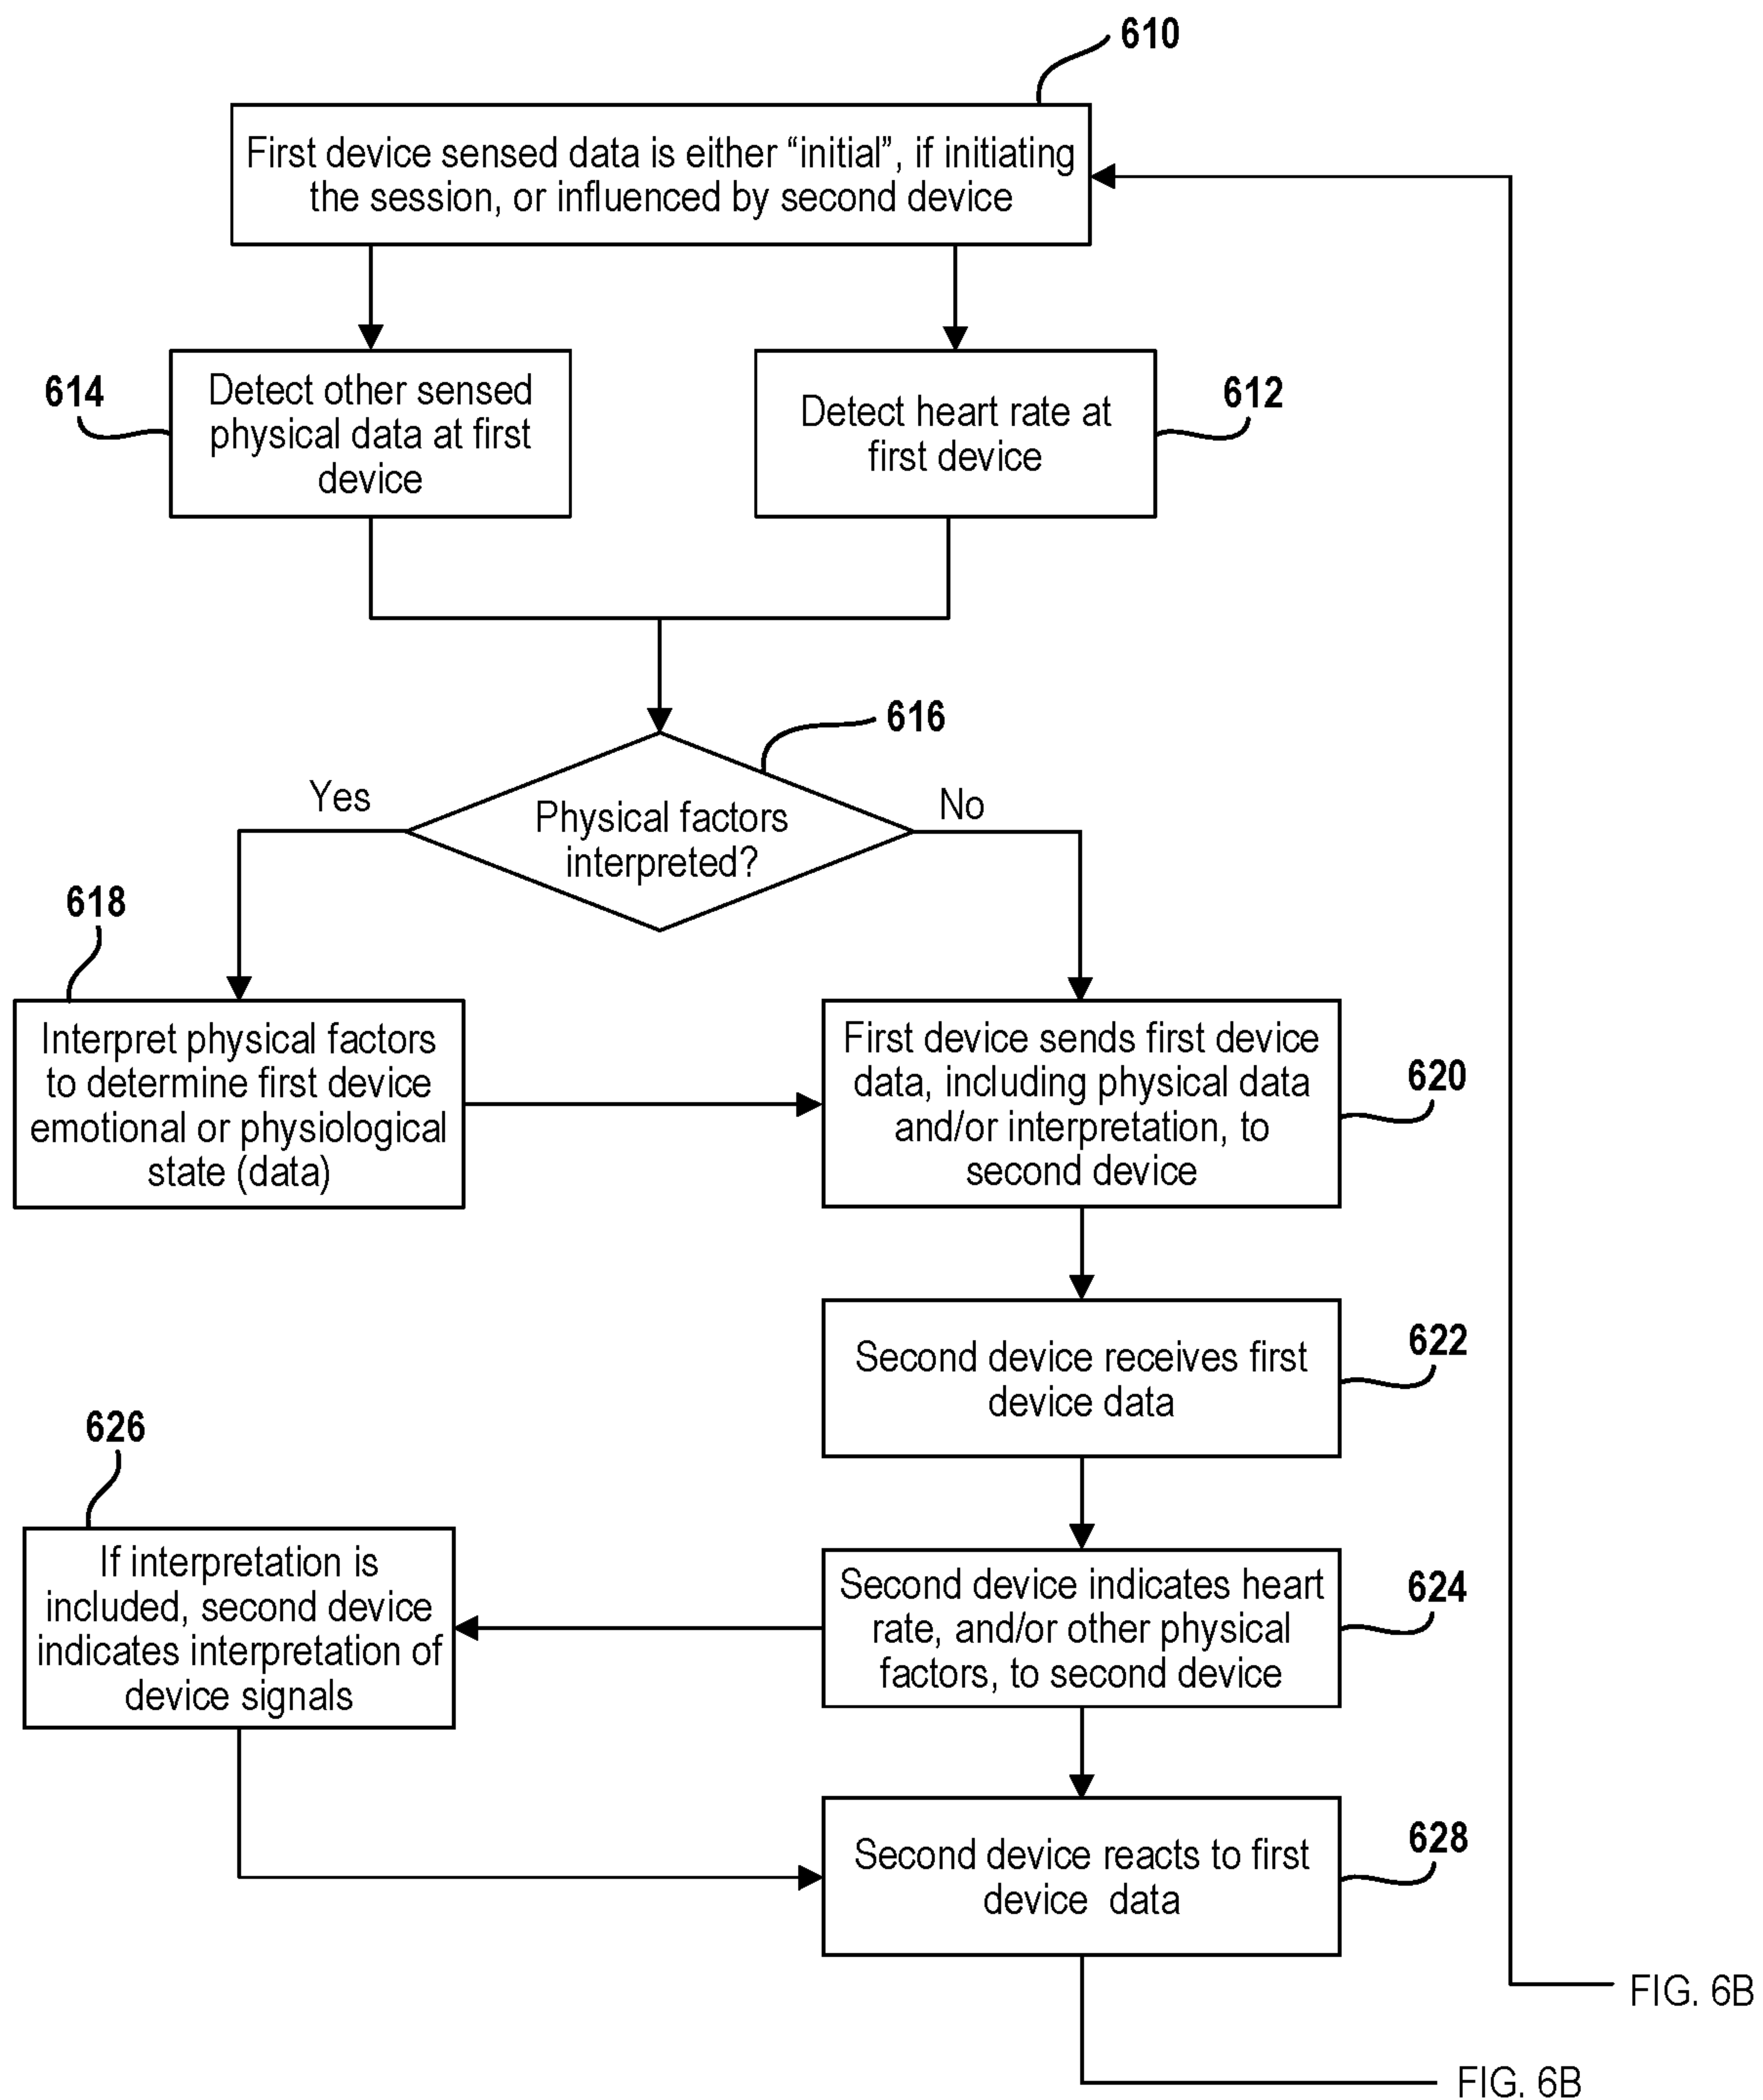 610
First device sensed data is either “initial”, if initiating
the session, or influenced by second device
614
Detect other sensed
physical data at first
device
Detect heart rate at
first device
612
616
Yes
Physical factors
interpreted?
No
618
Interpret physical factors
to determine first device
emotional or physiological
state (data)
First device sends first device
data, including physical data
and/or interpretation, to
second device
620
Second device receives first
device data
622
626
If interpretation is
included, second device
indicates interpretation of
device signals
Second device indicates heart
rate, and/or other physical
factors, to second device
624
Second device reacts to first
device data
628
FIG. 6B
FIG. 6B